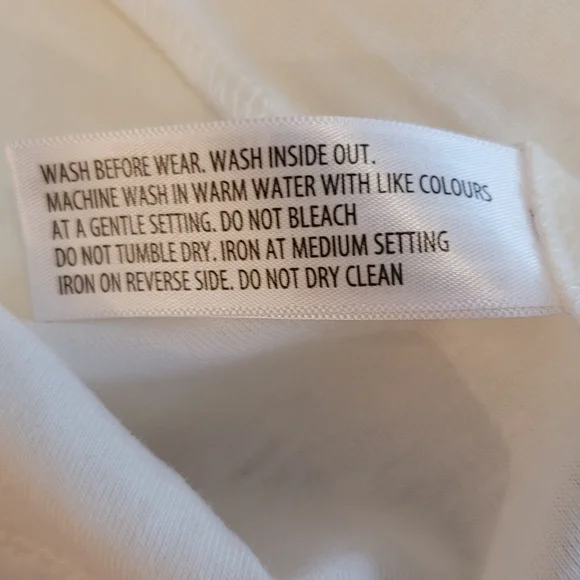 WASH BEFORE WEAR. WASH INSIDE OUT.
MACHINE WASH IN WARM WATER WITH LIKE COLOURS
AT A GENTLE SETTING. DO NOT BLEACH
DO NOT TUMBLE DRY. IRON AT MEDIUM SETTING
IRON ON REVERSE SIDE. DO NOT DRY CLEAN